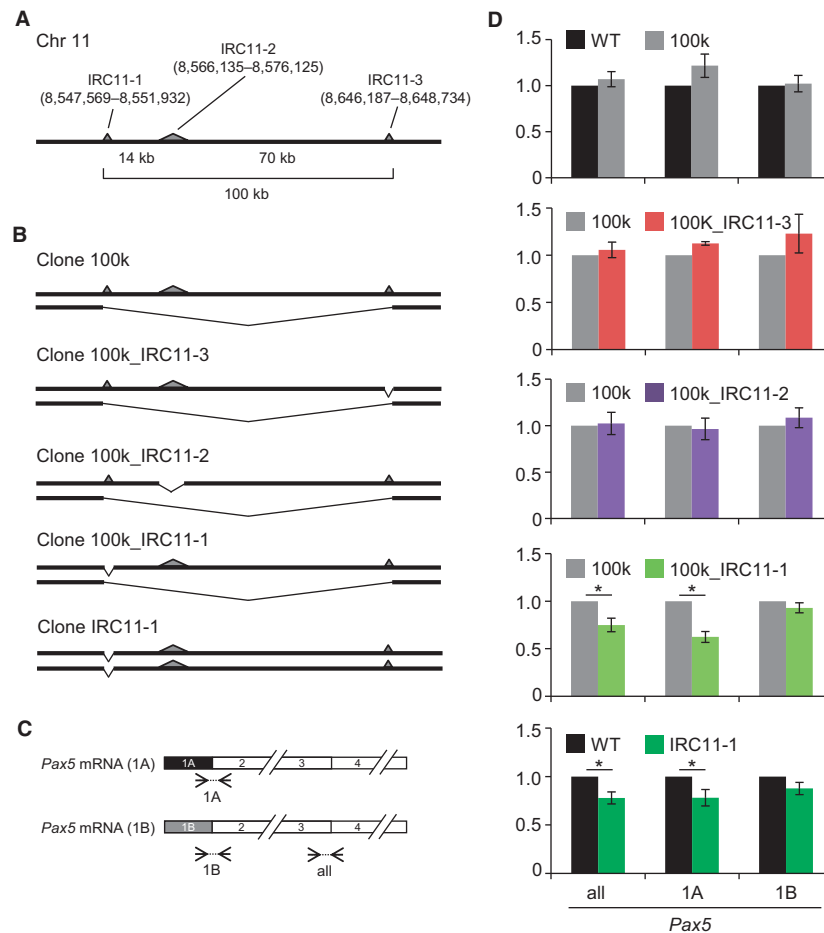 A
Chr 11
IRC11-2
(8,566,135–8,576,125)
IRC11-1
(8,547,569–8,551,932)
IRC11-3
(8,646,187–8,648,734)
14 kb
70 kb
100 kb
B
Clone 100k
Clone 100k_IRC11-3
Clone 100k_IRC11-2
Clone 100k_IRC11-1
Clone IRC11-1
C
Pax5 mRNA (1A)
1A 2 3 4
1A
Pax5 mRNA (1B)
1B 2 3 4
1B
all
D
WT 100k
1.5
1.0
0.5
0
100k 100K_IRC11-3
1.5
1.0
0.5
0
100k 100k_IRC11-2
1.5
1.0
0.5
0
100k 100k_IRC11-1
1.5
* *
1.0
0.5
0
WT IRC11-1
1.5
* *
1.0
0.5
0
all 1A 1B
Pax5